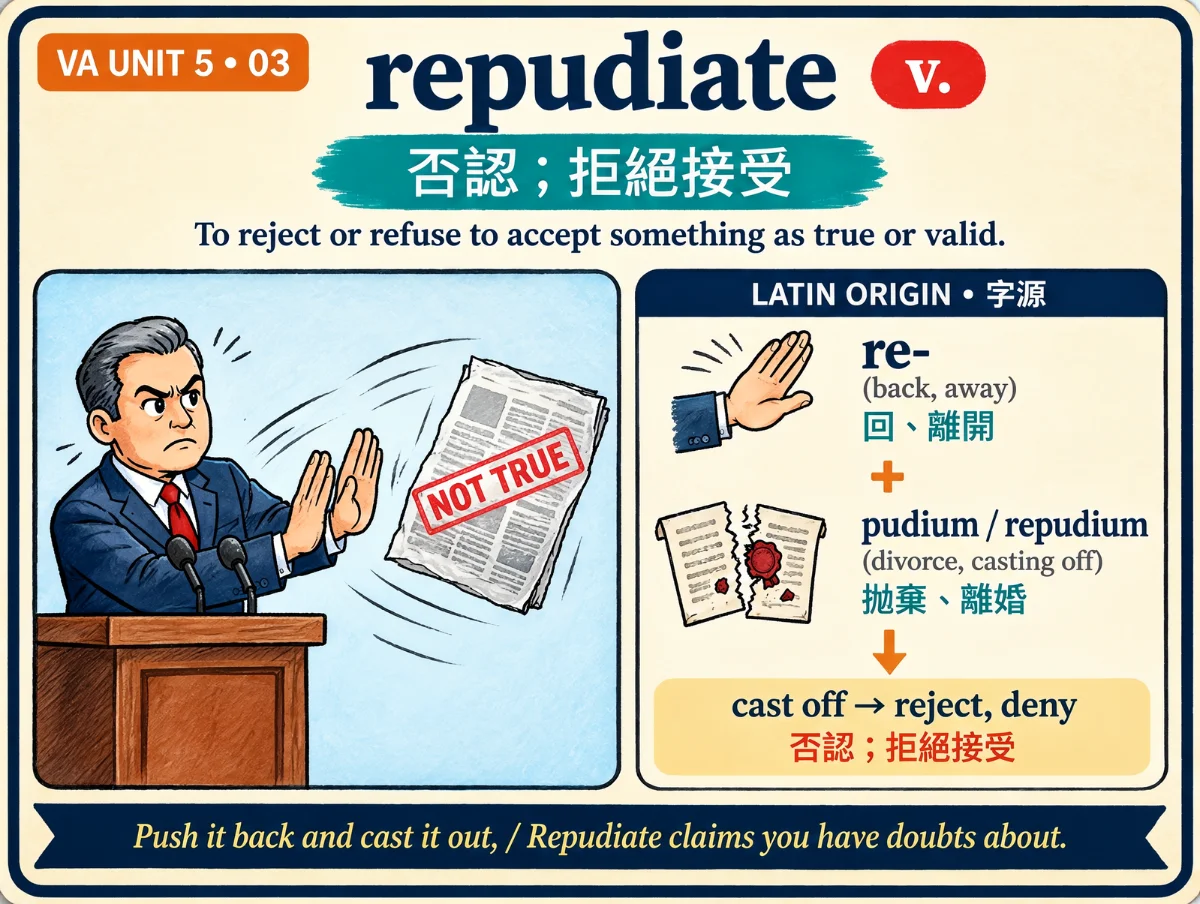 VA UNIT 5 • 03
repudiate
v.
否認；拒絕接受
To reject or refuse to accept something as true or valid.
NOT TRUE
LATIN ORIGIN • 字源
re-
(back, away)
回、離開
+
pudium / repudium
(divorce, casting off)
拋棄、離婚
cast off → reject, deny
否認；拒絕接受
Push it back and cast it out, / Repudiate claims you have doubts about.